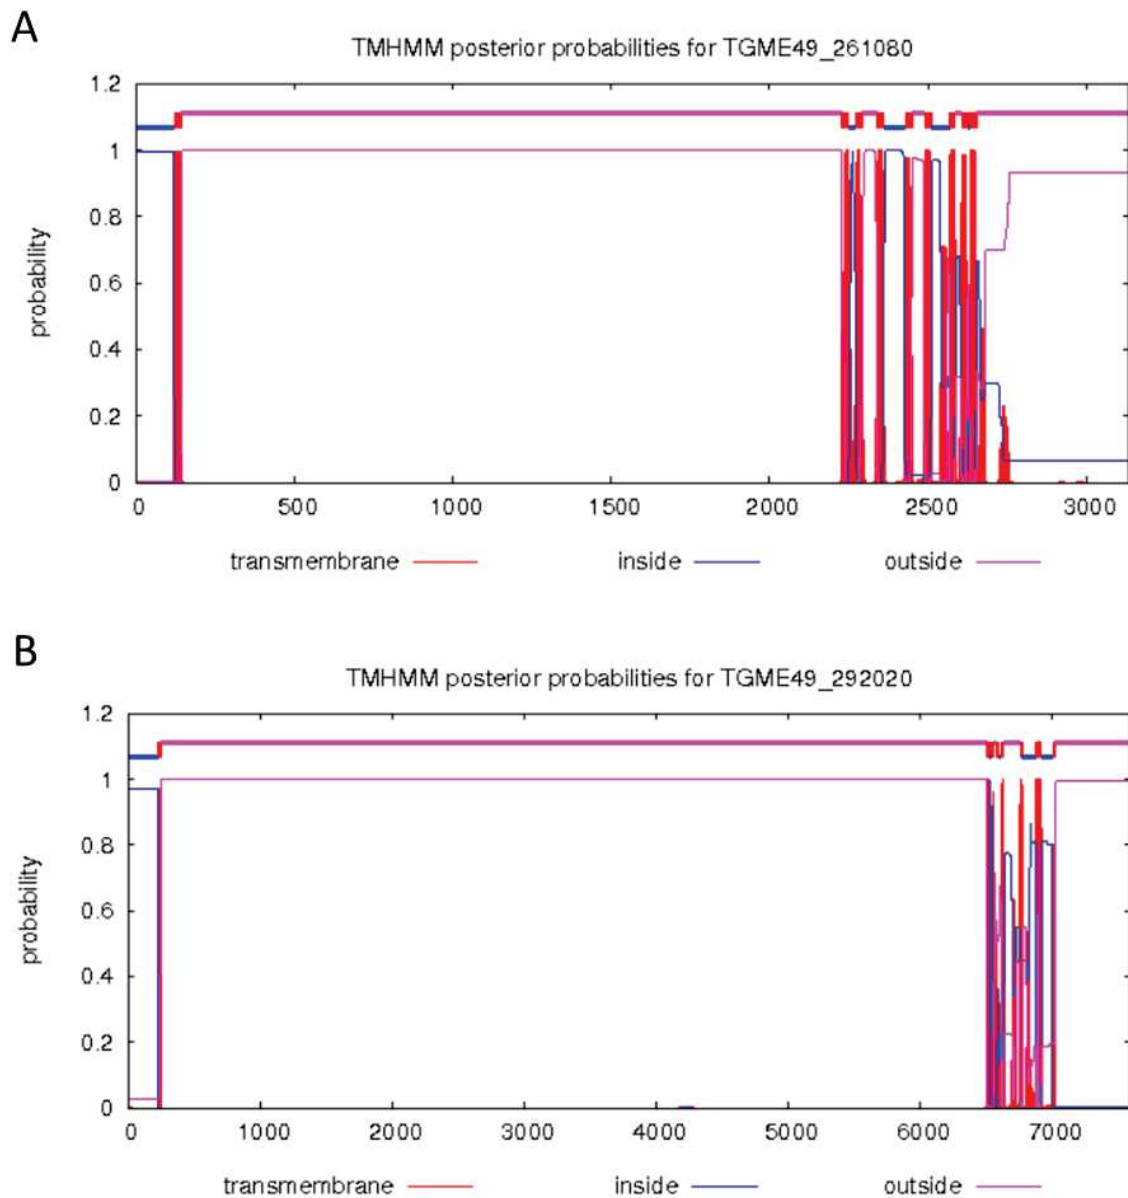 A
TMHMM posterior probabilities for TGME49_261080
1.2
1
0.8
0.6
0.4
0.2
0
probability
0 500 1000 1500 2000 2500 3000
transmembrane inside outside
B
TMHMM posterior probabilities for TGME49_292020
1.2
1
0.8
0.6
0.4
0.2
0
probability
0 1000 2000 3000 4000 5000 6000 7000
transmembrane inside outside